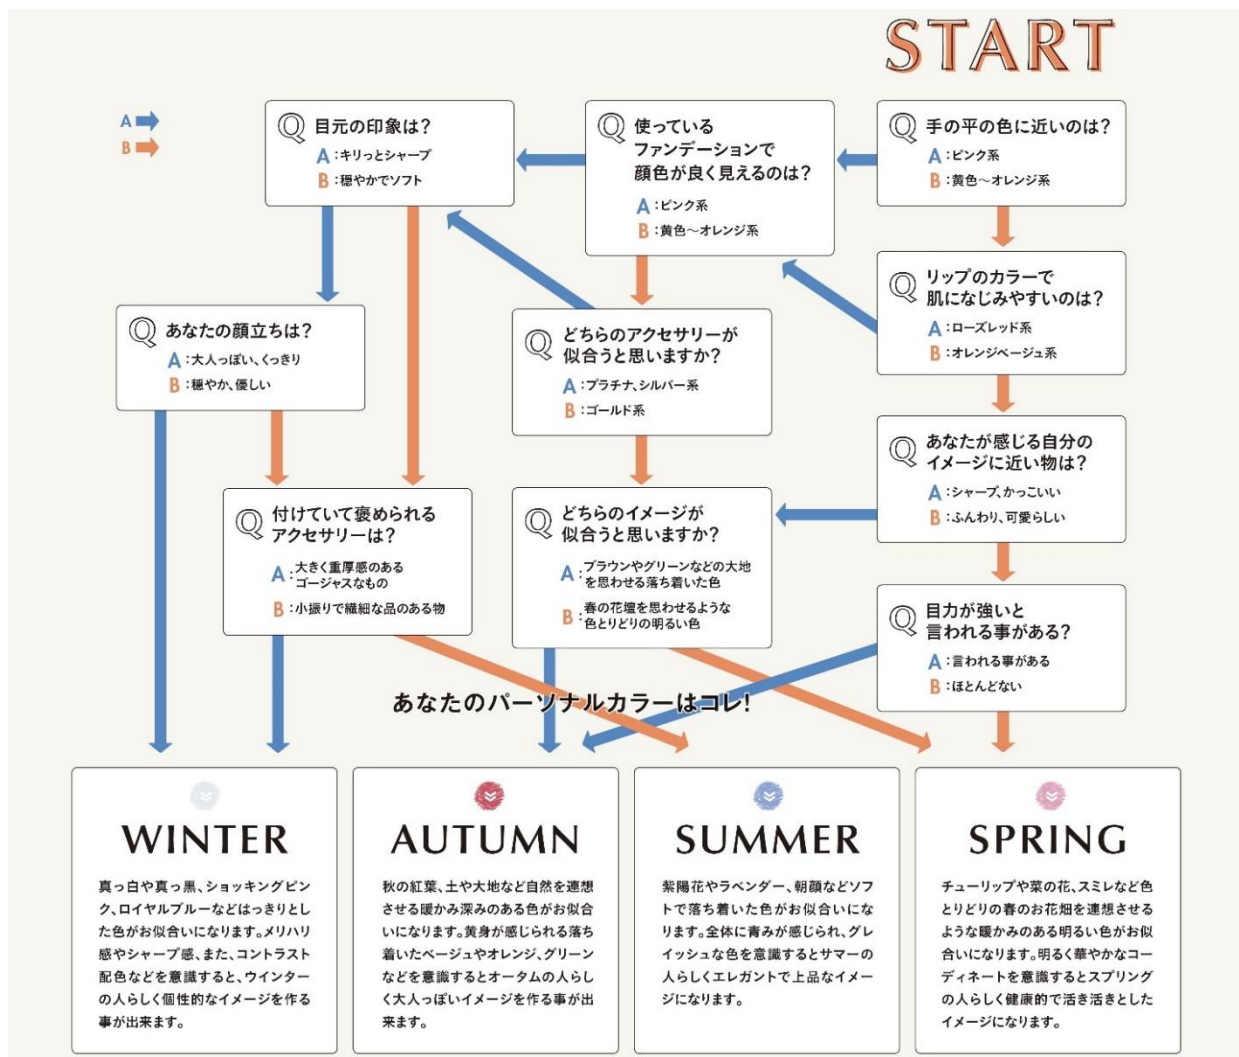 START
A
B
Q 目元の印象は?
A:キリっとシャープ
B:穏やかでソフト
Q 使っている
ファンデーションで
顔色が良く見えるのは?
A:ピンク系
B:黄色〜オレンジ系
Q 手の平の色に近いのは?
A:ピンク系
B:黄色〜オレンジ系
Q リップのカラーで
肌になじみやすいのは?
A:ローズレッド系
B:オレンジベージュ系
Q あなたの顔立ちは?
A:大人っぽい、くっきり
B:穏やか、優しい
Q どちらのアクセサリーが
似合うと思いますか?
A:プラチナ、シルバー系
B:ゴールド系
Q あなたが感じる自分の
イメージに近い物は?
A:シャープ、かっこいい
B:ふんわり、可愛らしい
Q 付けていて褒められる
アクセサリーは?
A:大きく重厚感のある
ゴージャスなもの
B:小振りで繊細な品のある物
Q どちらのイメージが
似合うと思いますか?
A:ブラウンやグリーンなどの大地
を思わせる落ち着いた色
B:春の花壇を思わせるような
色とりどりの明るい色
Q 目力が強いと
言われる事がある?
A:言われる事がある
B:ほとんどない
あなたのパーソナルカラーはコレ!
WINTER
真っ白や真っ黒、ショッキングピン
ク、ロイヤルブルーなどはっきりとし
た色がお似合いになります。メリハリ
感やシャープ感、また、コントラスト
配色などを意識すると、ウインター
の人らしく個性的なイメージを作る
事が出来ます。
AUTUMN
秋の紅葉、土や大地など自然を連想
させる暖かみ深みのある色がお似合
いになります。黄身が感じられる落ち
着いたベージュやオレンジ、グリーン
などを意識するとオータムの人らし
く大人っぽいイメージを作る事が出
来ます。
SUMMER
紫陽花やラベンダー、朝顔などソフ
トで落ち着いた色がお似合いにな
ります。全体に青みが感じられ、グレ
イッシュな色を意識するとサマーの
人らしくエレガントで上品なイメー
ジになります。
SPRING
チューリップや菜の花、スミレなど色
とりどりの春のお花畑を連想させる
ような暖かみのある明るい色がお似
合いになります。明るく華やかなコー
ディネートを意識するとスプリング
の人らしく健康的で活き活きとした
イメージになります。